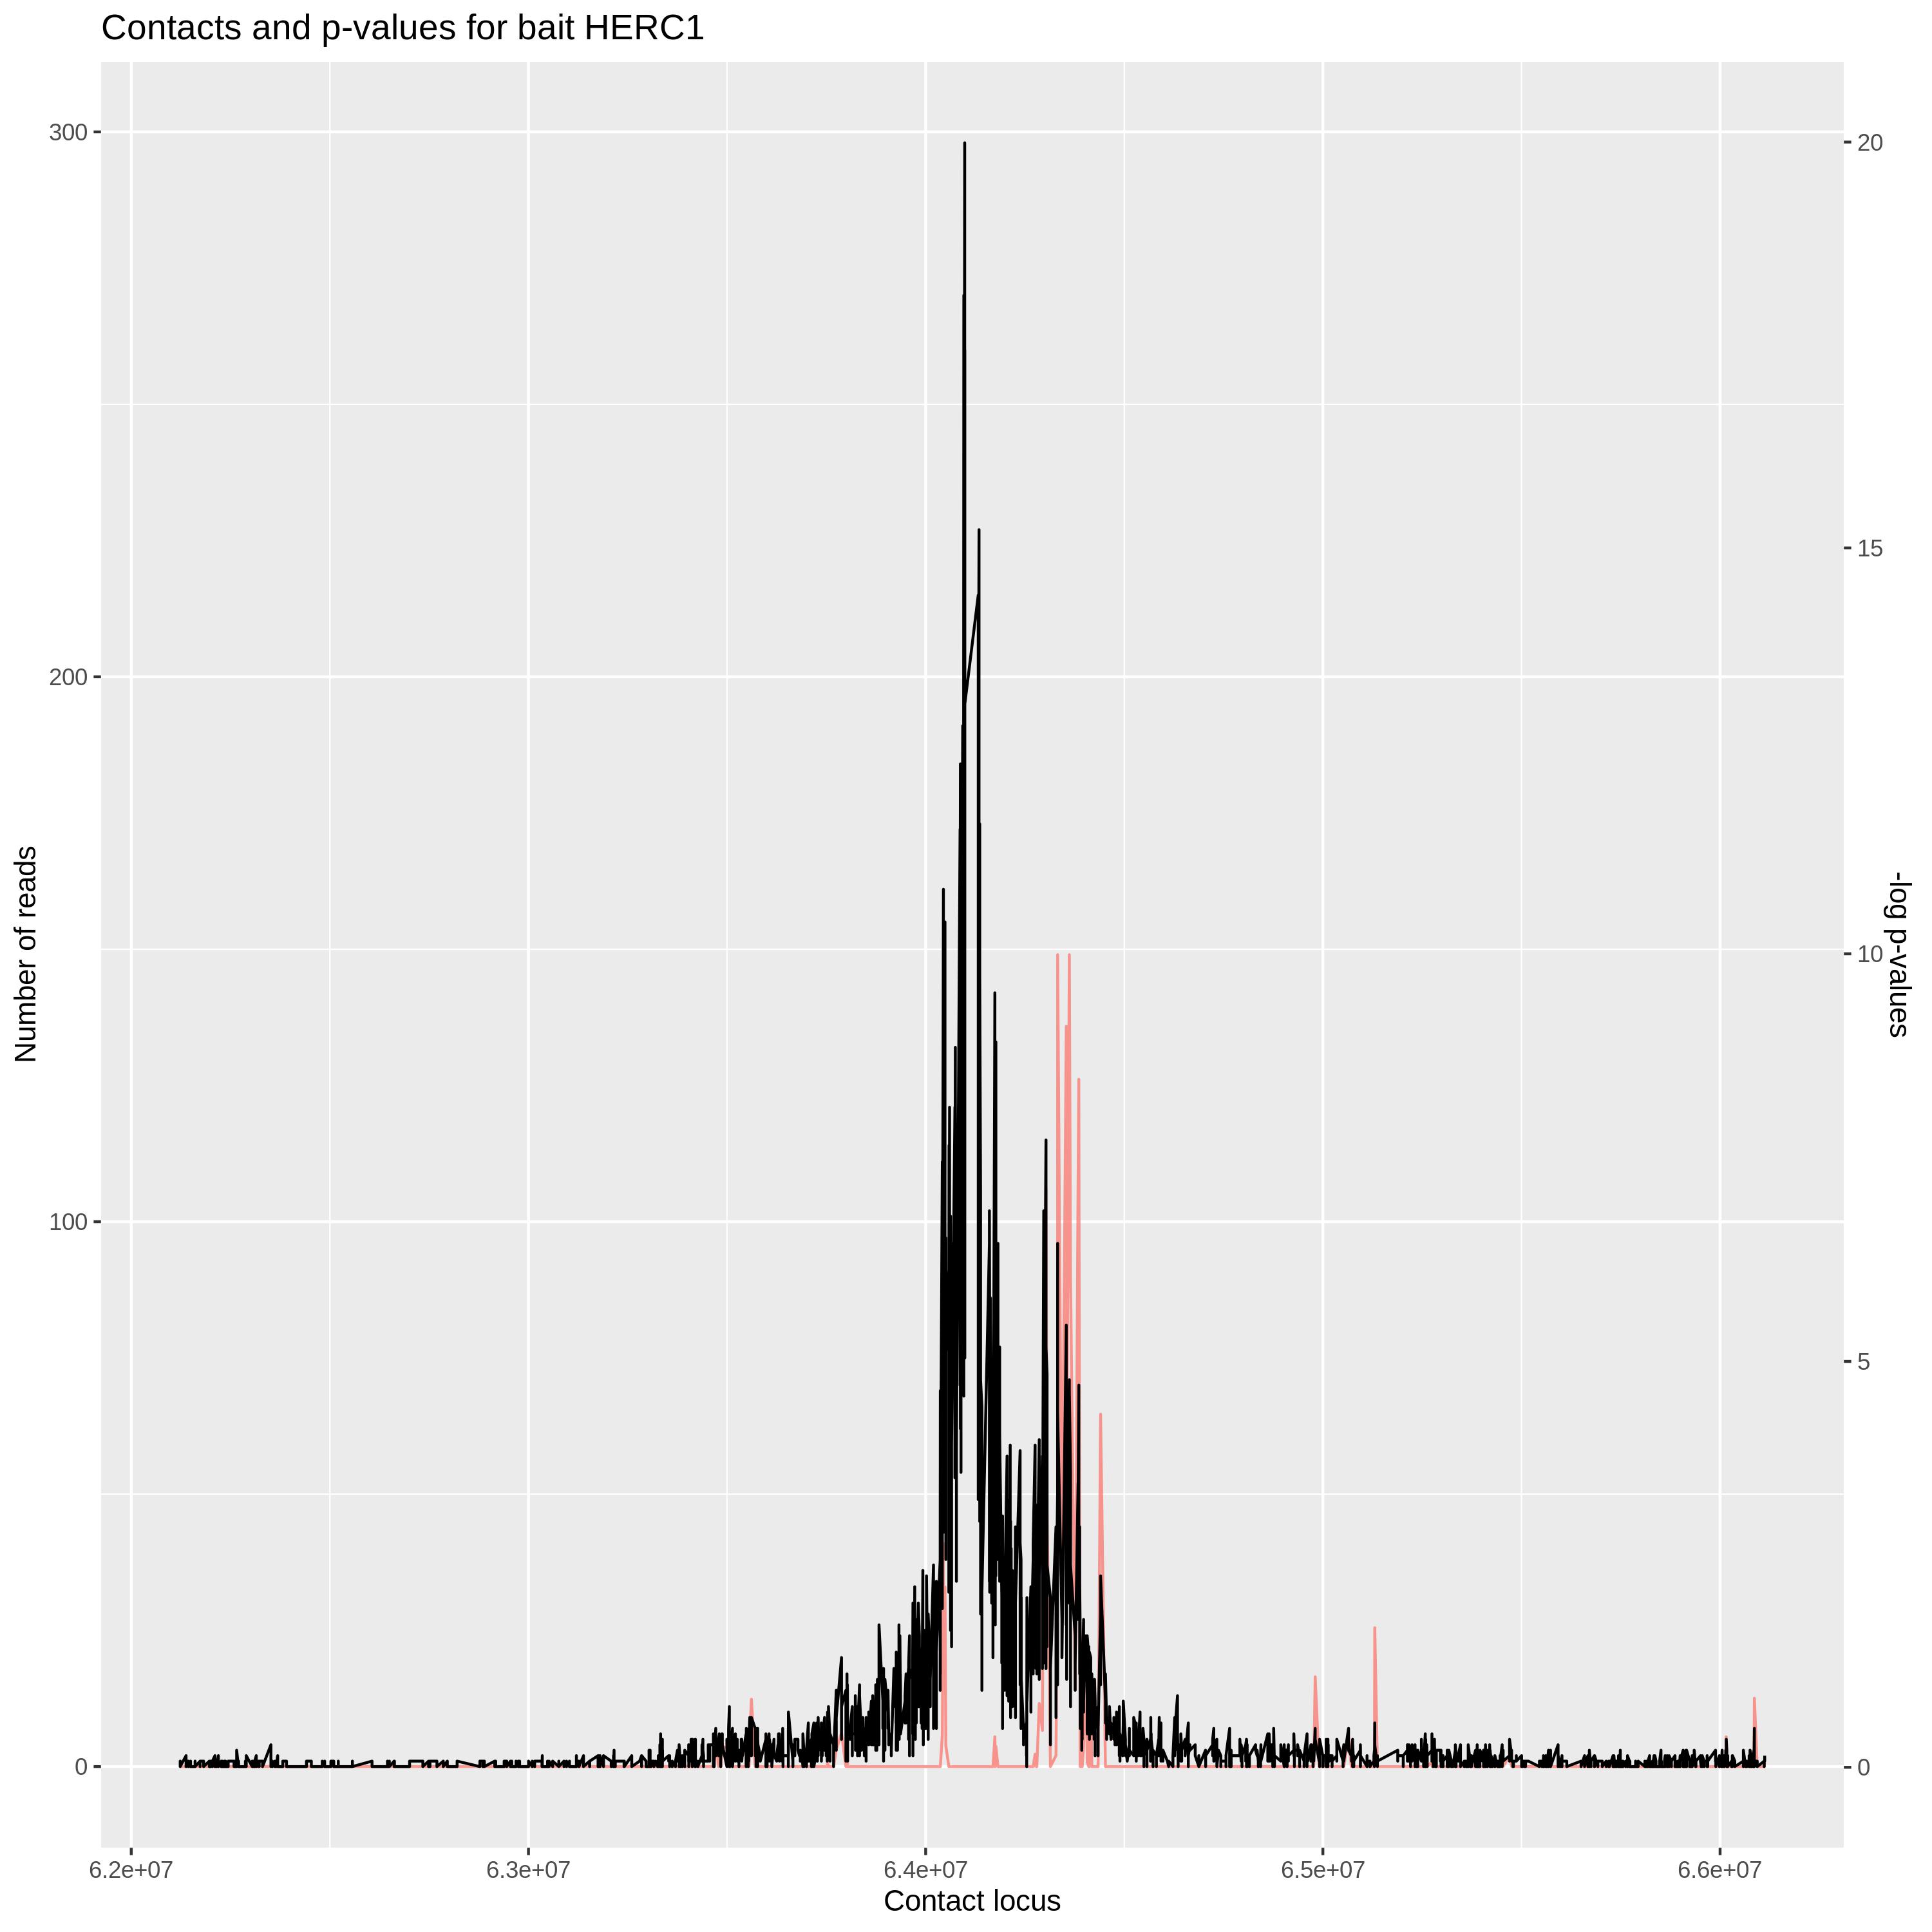 Contacts and p-values for bait HERC1
300
200
100
0
Number of reads
20
15
10
5
0
-log p-values
6.2e+07
6.3e+07
6.4e+07
6.5e+07
6.6e+07
Contact locus